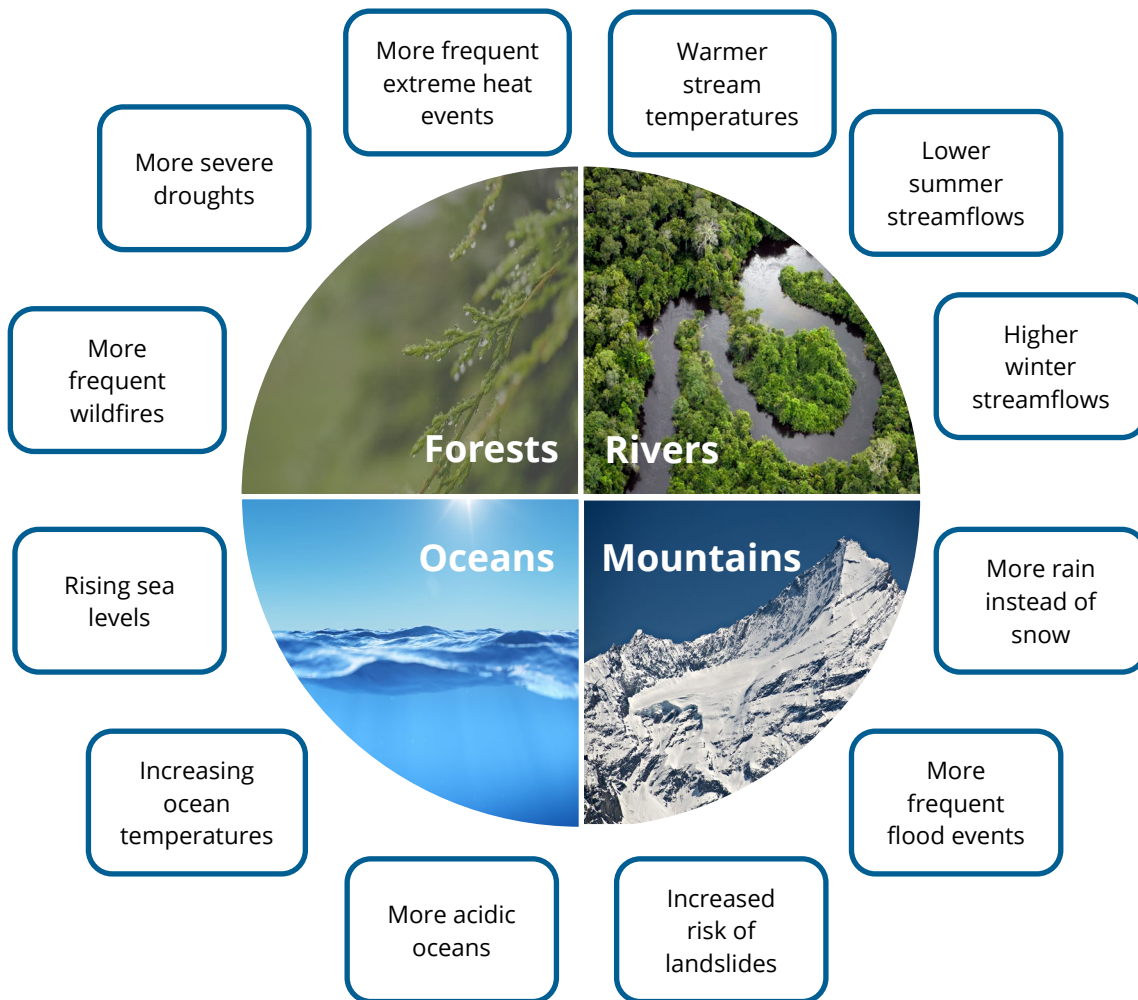 More frequent
extreme heat
events
Warmer
stream
temperatures
More severe
droughts
Lower
summer
streamflows
More
frequent
wildfires
Higher
winter
streamflows
Forests
Rivers
Oceans
Mountains
Rising sea
levels
More rain
instead of
snow
Increasing
ocean
temperatures
More
frequent
flood events
More acidic
oceans
Increased
risk of
landslides